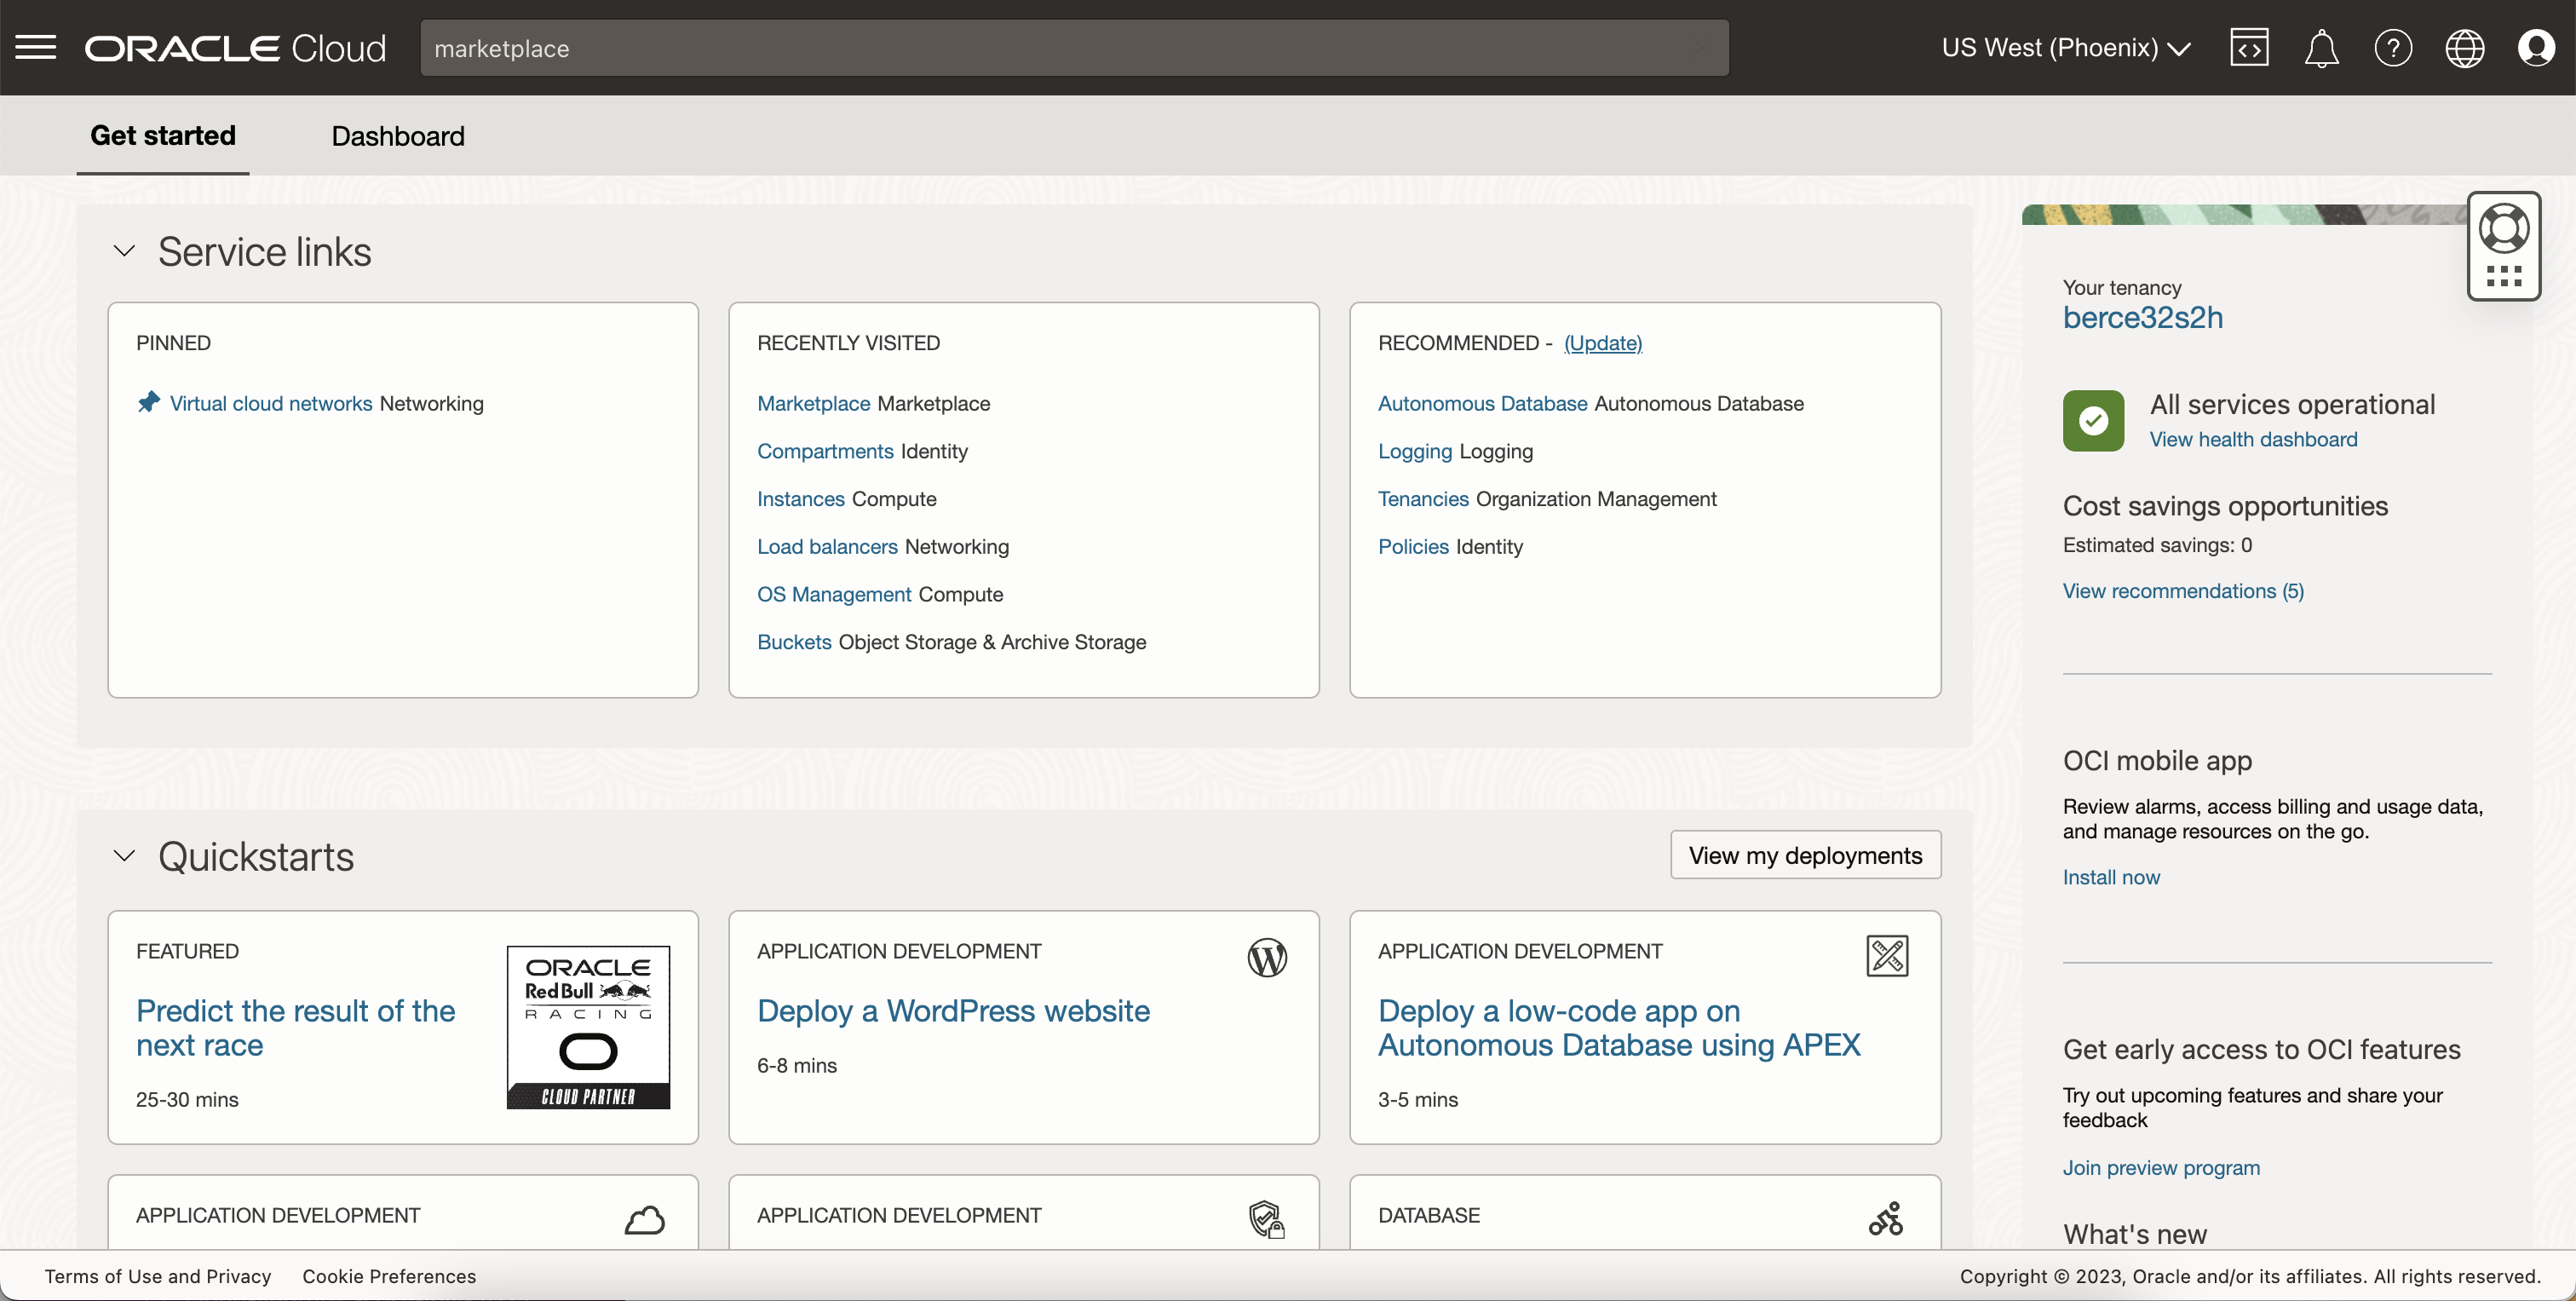 ORACLE Cloud
marketplace
US West (Phoenix)
Get started
Dashboard
Service links
PINNED
Virtual cloud networks Networking
RECENTLY VISITED
Marketplace Marketplace
Compartments Identity
Instances Compute
Load balancers Networking
OS Management Compute
Buckets Object Storage & Archive Storage
RECOMMENDED - (Update)
Autonomous Database Autonomous Database
Logging Logging
Tenancies Organization Management
Policies Identity
Your tenancy
berce32s2h
All services operational
View health dashboard
Cost savings opportunities
Estimated savings: 0
View recommendations (5)
OCI mobile app
Review alarms, access billing and usage data,
and manage resources on the go.
Install now
Get early access to OCI features
Try out upcoming features and share your
feedback
Join preview program
What's new
Quickstarts
View my deployments
FEATURED
Predict the result of the
next race
25-30 mins
ORACLE
Red Bull
RACING
CLOUD PARTNER
APPLICATION DEVELOPMENT
Deploy a WordPress website
6-8 mins
APPLICATION DEVELOPMENT
Deploy a low-code app on
Autonomous Database using APEX
3-5 mins
APPLICATION DEVELOPMENT
APPLICATION DEVELOPMENT
DATABASE
Terms of Use and Privacy
Cookie Preferences
Copyright © 2023, Oracle and/or its affiliates. All rights reserved.